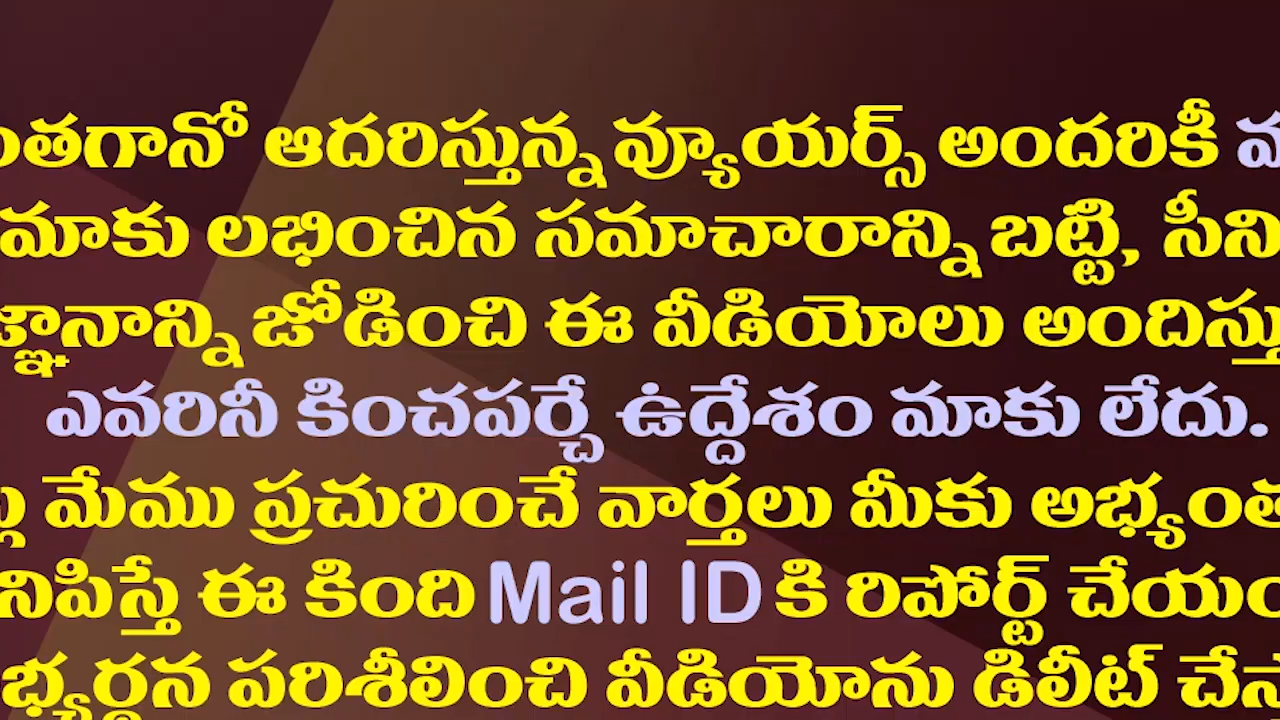 ంతగానో ఆదరిస్తున్న వ్యూయర్స్ అందరికీ
మాకు లభించిన సమాచారాన్ని బట్టి, సీని
జ్ఞానాన్ని జోడించి ఈ వీడియోలు అందిస్తు
ఎవరినీ కించపర్చే ఉద్దేశం మాకు లేదు.
మేము ప్రచురించే వార్తలు మీకు అభ్యంత
నిపిస్తే ఈ కింది Mail ID కి రిపోర్ట్ చేయం
భ్యర్థన పరిశీలించి వీడియోను డిలీట్ చేస